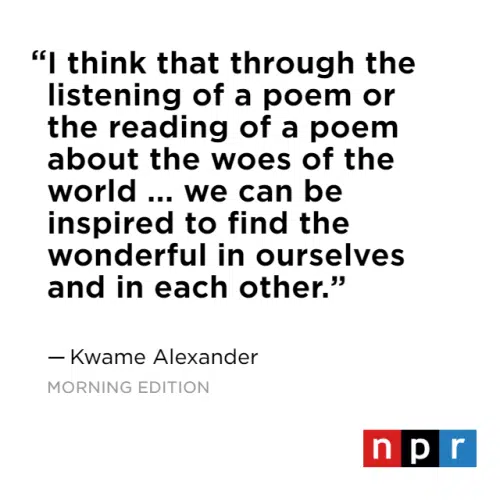 “I think that through the
listening of a poem or
the reading of a poem
about the woes of the
world ... we can be
inspired to find the
wonderful in ourselves
and in each other.”
— Kwame Alexander
MORNING EDITION
npr